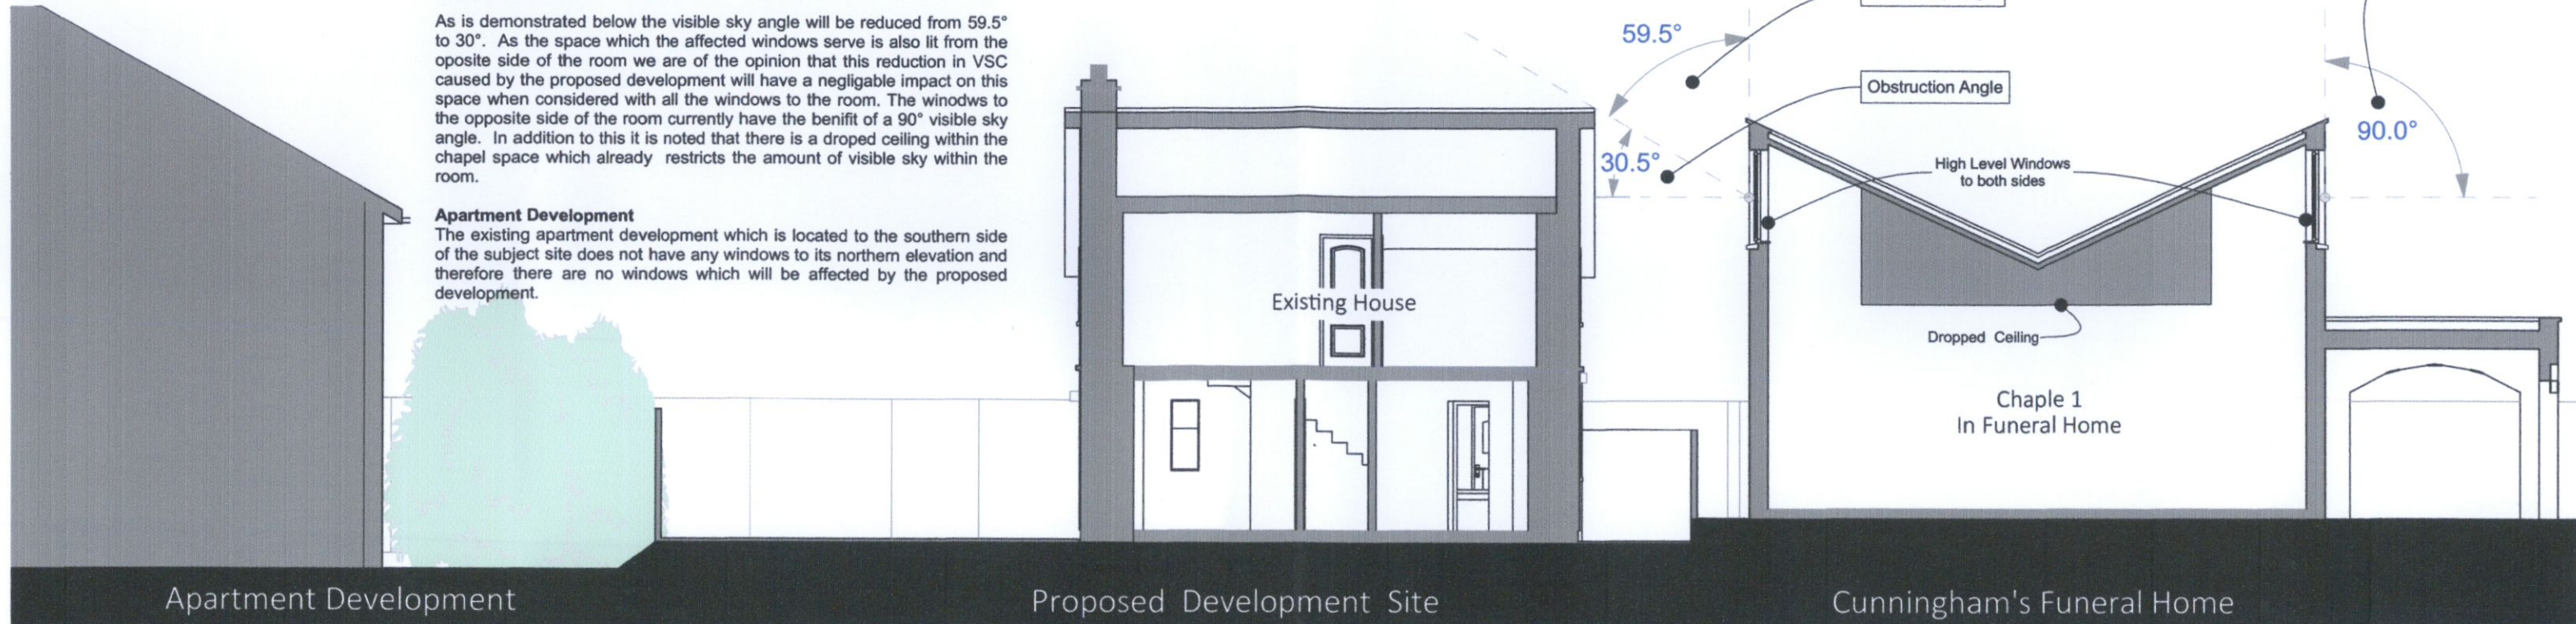 As is demonstrated below the visible sky angle will be reduced from 59.5°
to 30°. As the space which the affected windows serve is also lit from the
oposite side of the room we are of the opinion that this reduction in VSC
caused by the proposed development will have a negligable impact on this
space when considered with all the windows to the room. The winodws to
the opposite side of the room currently have the benifit of a 90° visible sky
angle. In addition to this it is noted that there is a droped ceiling within the
chapel space which already restricts the amount of visible sky within the
room.
Apartment Development
The existing apartment development which is located to the southern side
of the subject site does not have any windows to its northern elevation and
therefore there are no windows which will be affected by the proposed
development.
59.5°
Obstruction Angle
30.5°
90.0°
High Level Windows
to both sides
Existing House
Dropped Ceiling
Chaple 1
In Funeral Home
Apartment Development
Proposed Development Site
Cunningham's Funeral Home